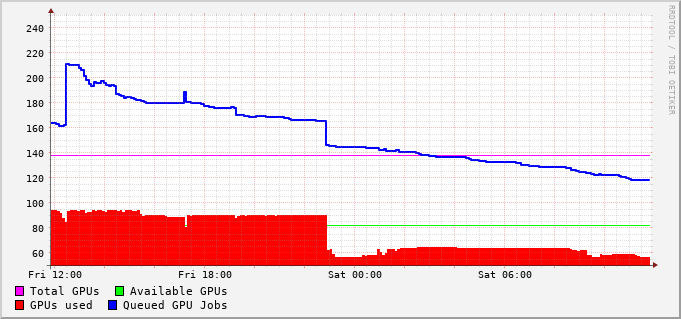 240
220
200
180
160
140
120
100
80
60
Fri 12:00 Fri 18:00 Sat 00:00 Sat 06:00
Total GPUs Available GPUs
GPUs used Queued GPU Jobs
RRDTOOL / TOBI OETIKER